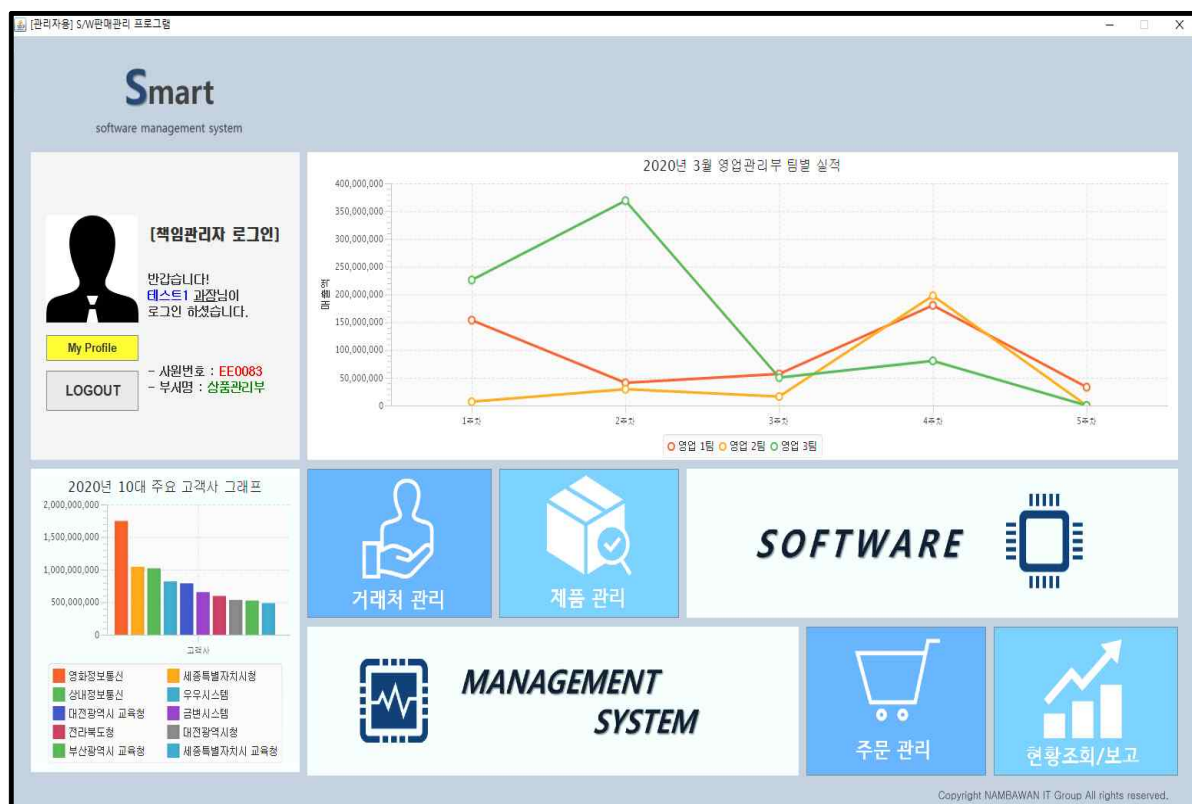 [관리자용] S/W판매관리 프로그램
Smart
software management system
[책임관리자 로그인]
반갑습니다!
테스트1 과장님이
로그인 하셨습니다.
My Profile
LOGOUT
- 사원번호 : EE0083
- 부서명 : 상품관리부
2020년 3월 영업관리부 팀별 실적
매출액
400,000,000
350,000,000
300,000,000
250,000,000
200,000,000
150,000,000
100,000,000
50,000,000
0
1주차 2주차 3주차 4주차 5주차
영업 1팀 영업 2팀 영업 3팀
2020년 10대 주요 고객사 그래프
2,000,000,000
1,500,000,000
1,000,000,000
500,000,000
0
고객사
영화정보통신 세종특별자치시청
상대정보통신 우우시스템
대전광역시 교육청 금변시스템
전라북도청 대전광역시청
부산광역시 교육청 세종특별자치시 교육청
거래처 관리
제품 관리
SOFTWARE
MANAGEMENT
SYSTEM
주문 관리
현황조회/보고
Copyright NAMBAWAN IT Group All rights reserved.